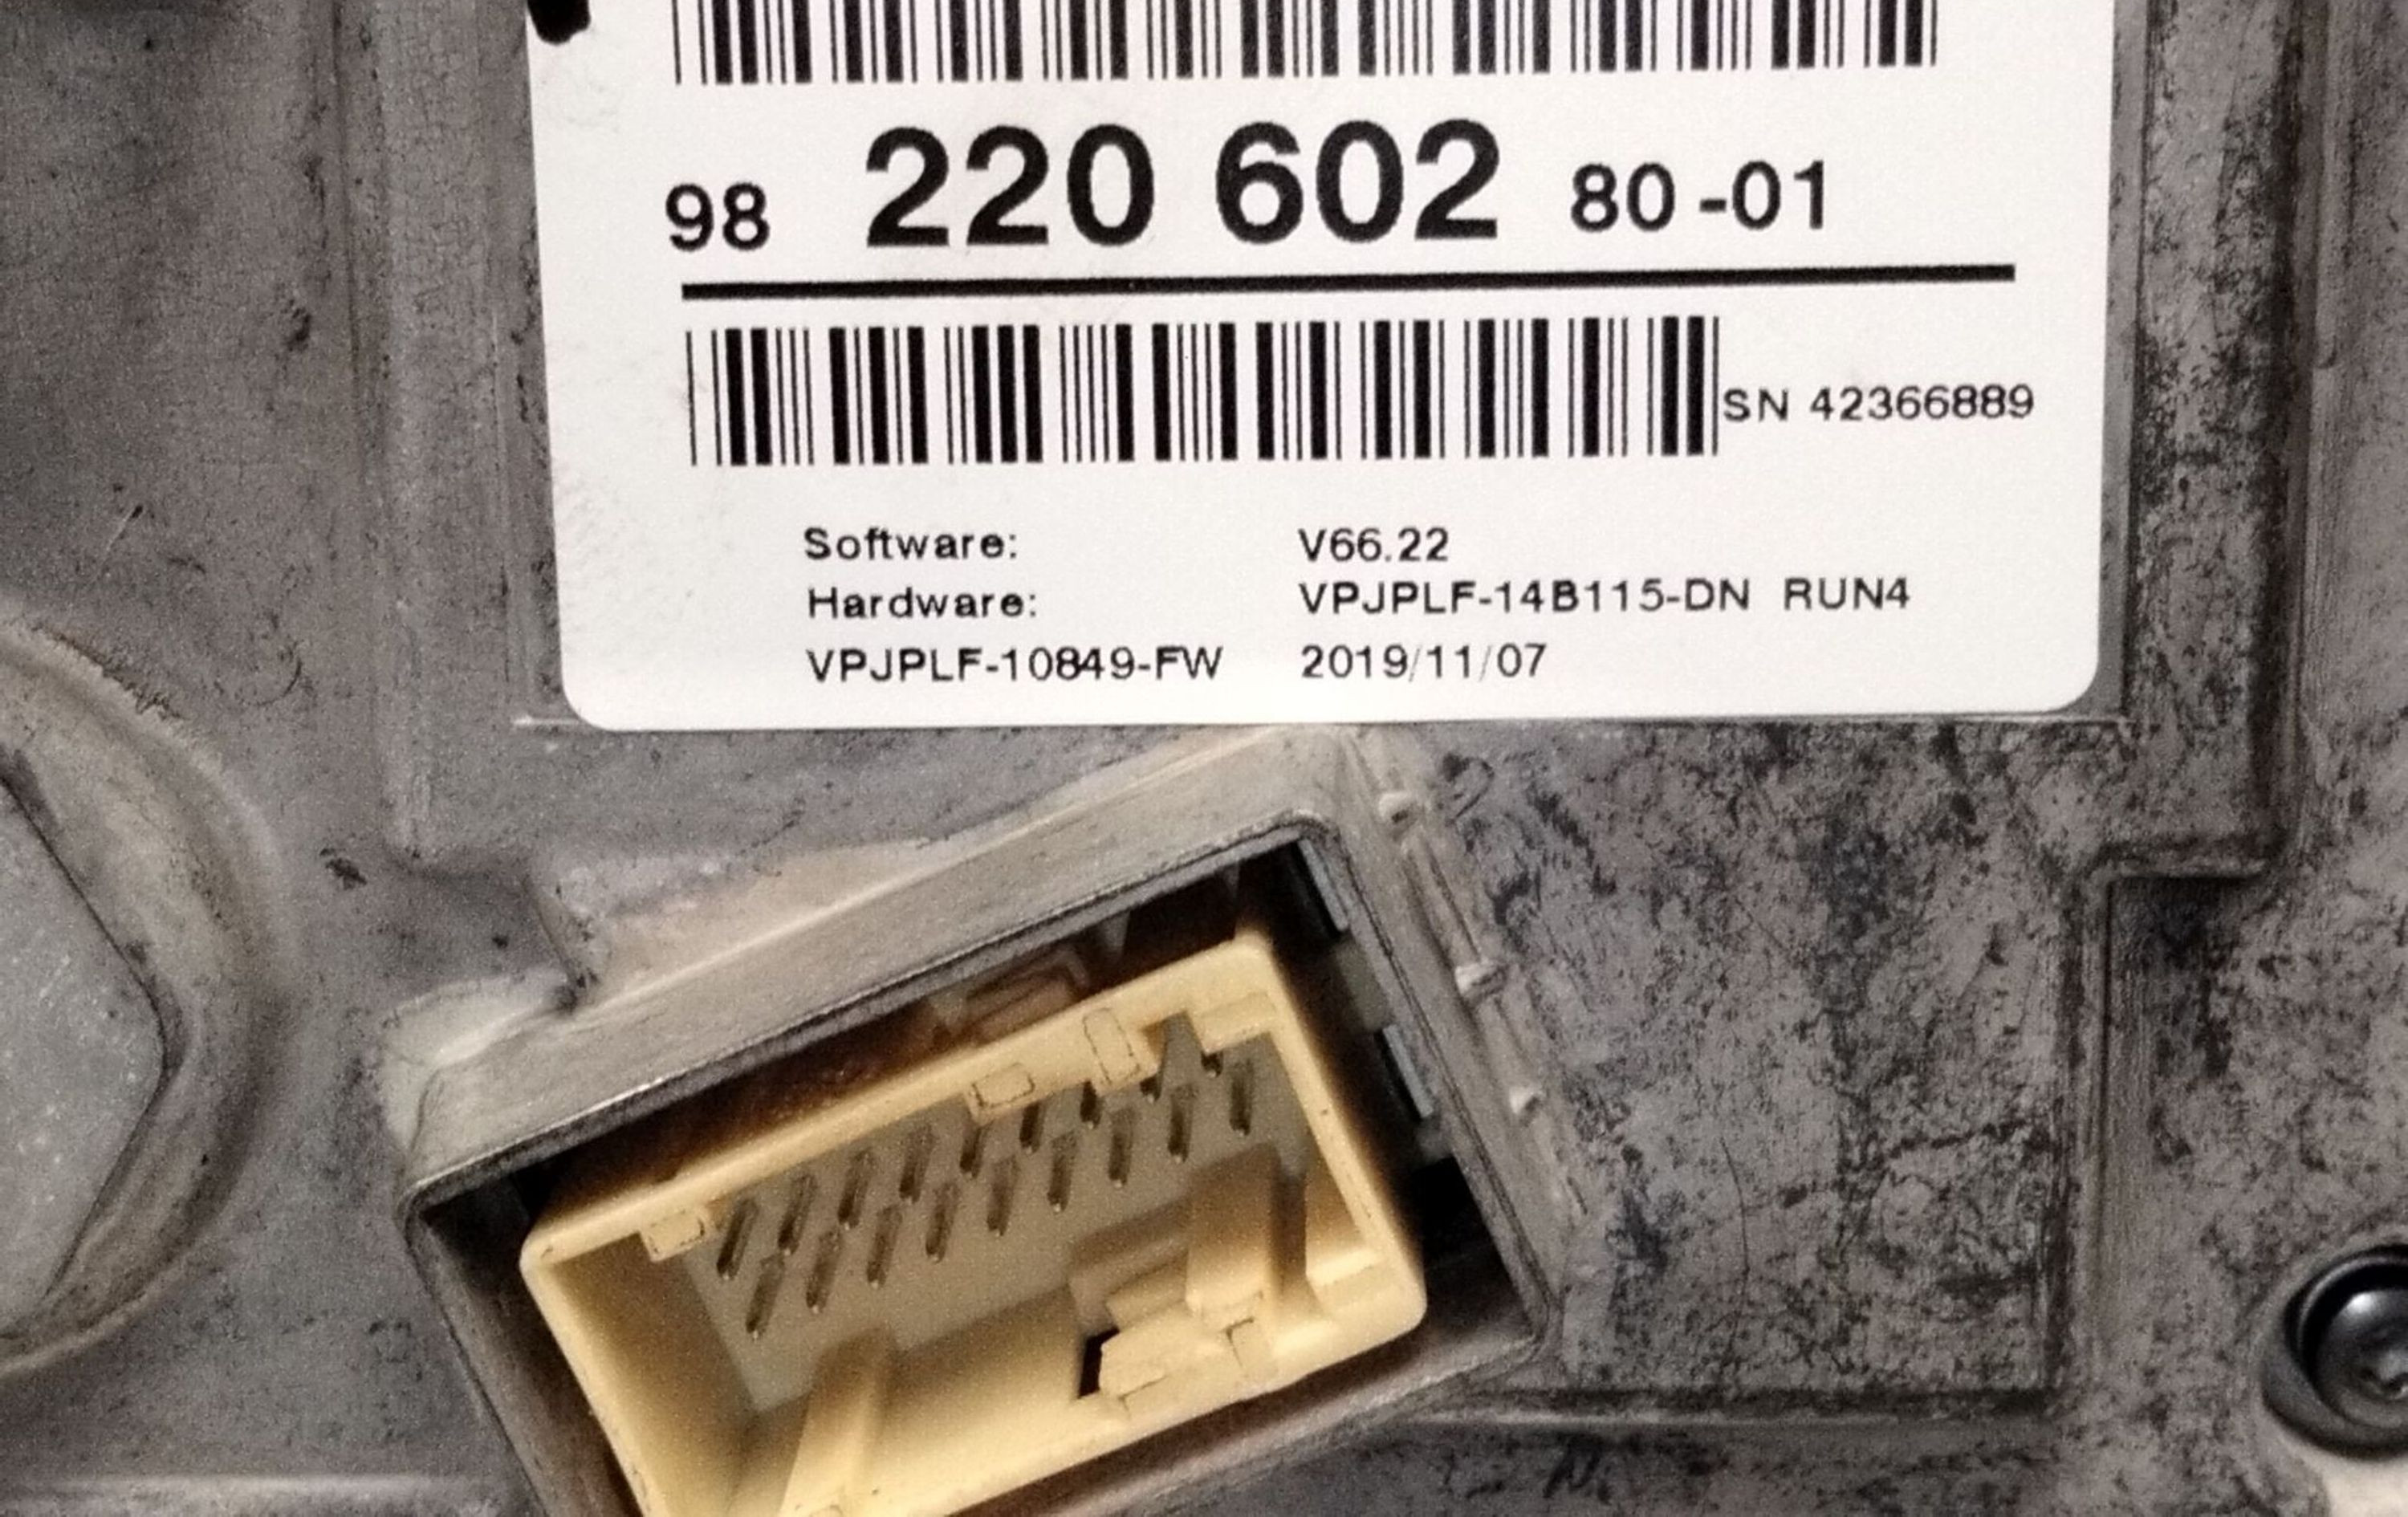 98 220 602 80 -01
SN 42366889
Software: V66.22
Hardware: VPJPLF-14B115-DN RUN4
VPJPLF-10849-FW 2019/11/07